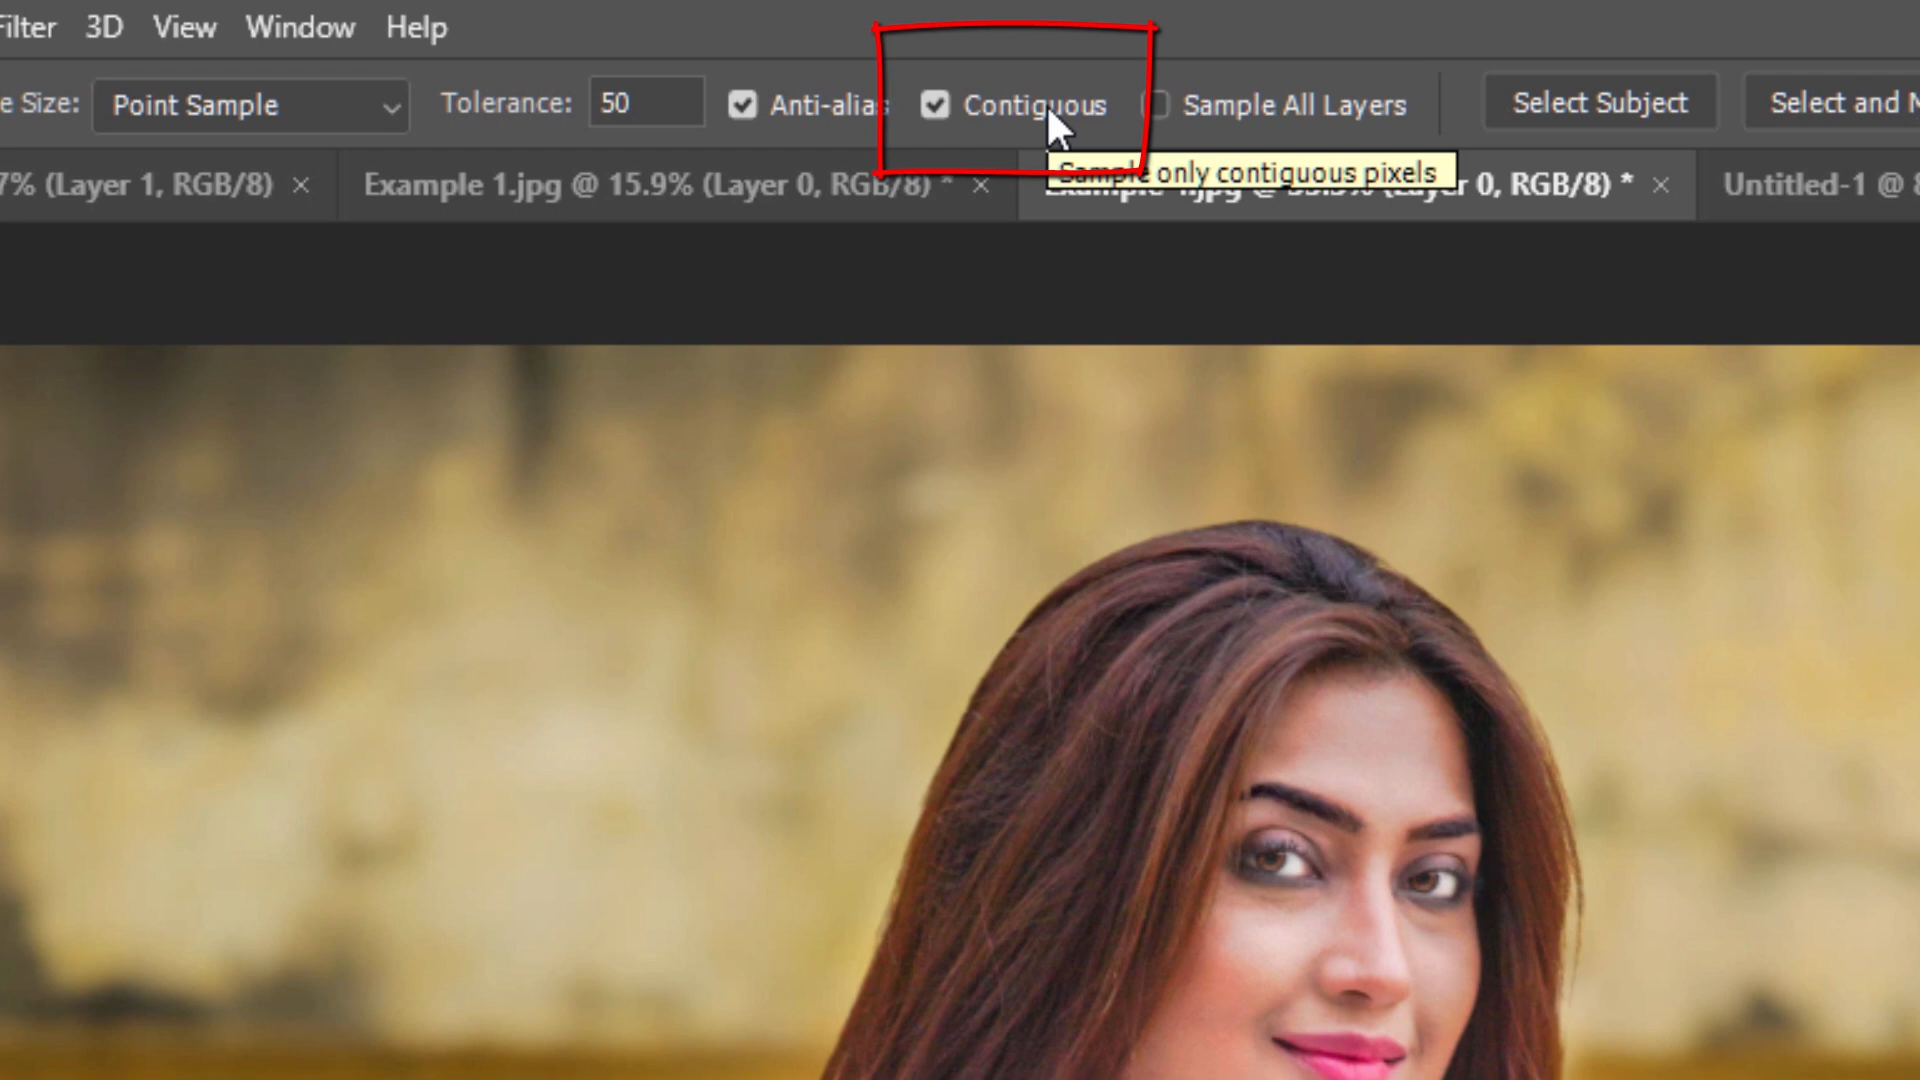 Filter 3D View Window Help
e Size: Point Sample Tolerance: 50 Anti-alias Contiguous Sample All Layers Select Subject Select and M
7% (Layer 1, RGB/8) × Example 1.jpg @ 15.9% (Layer 0, RGB/8) * × Layer 0, RGB/8) * × Untitled-1 @ 8
Sample only contiguous pixels